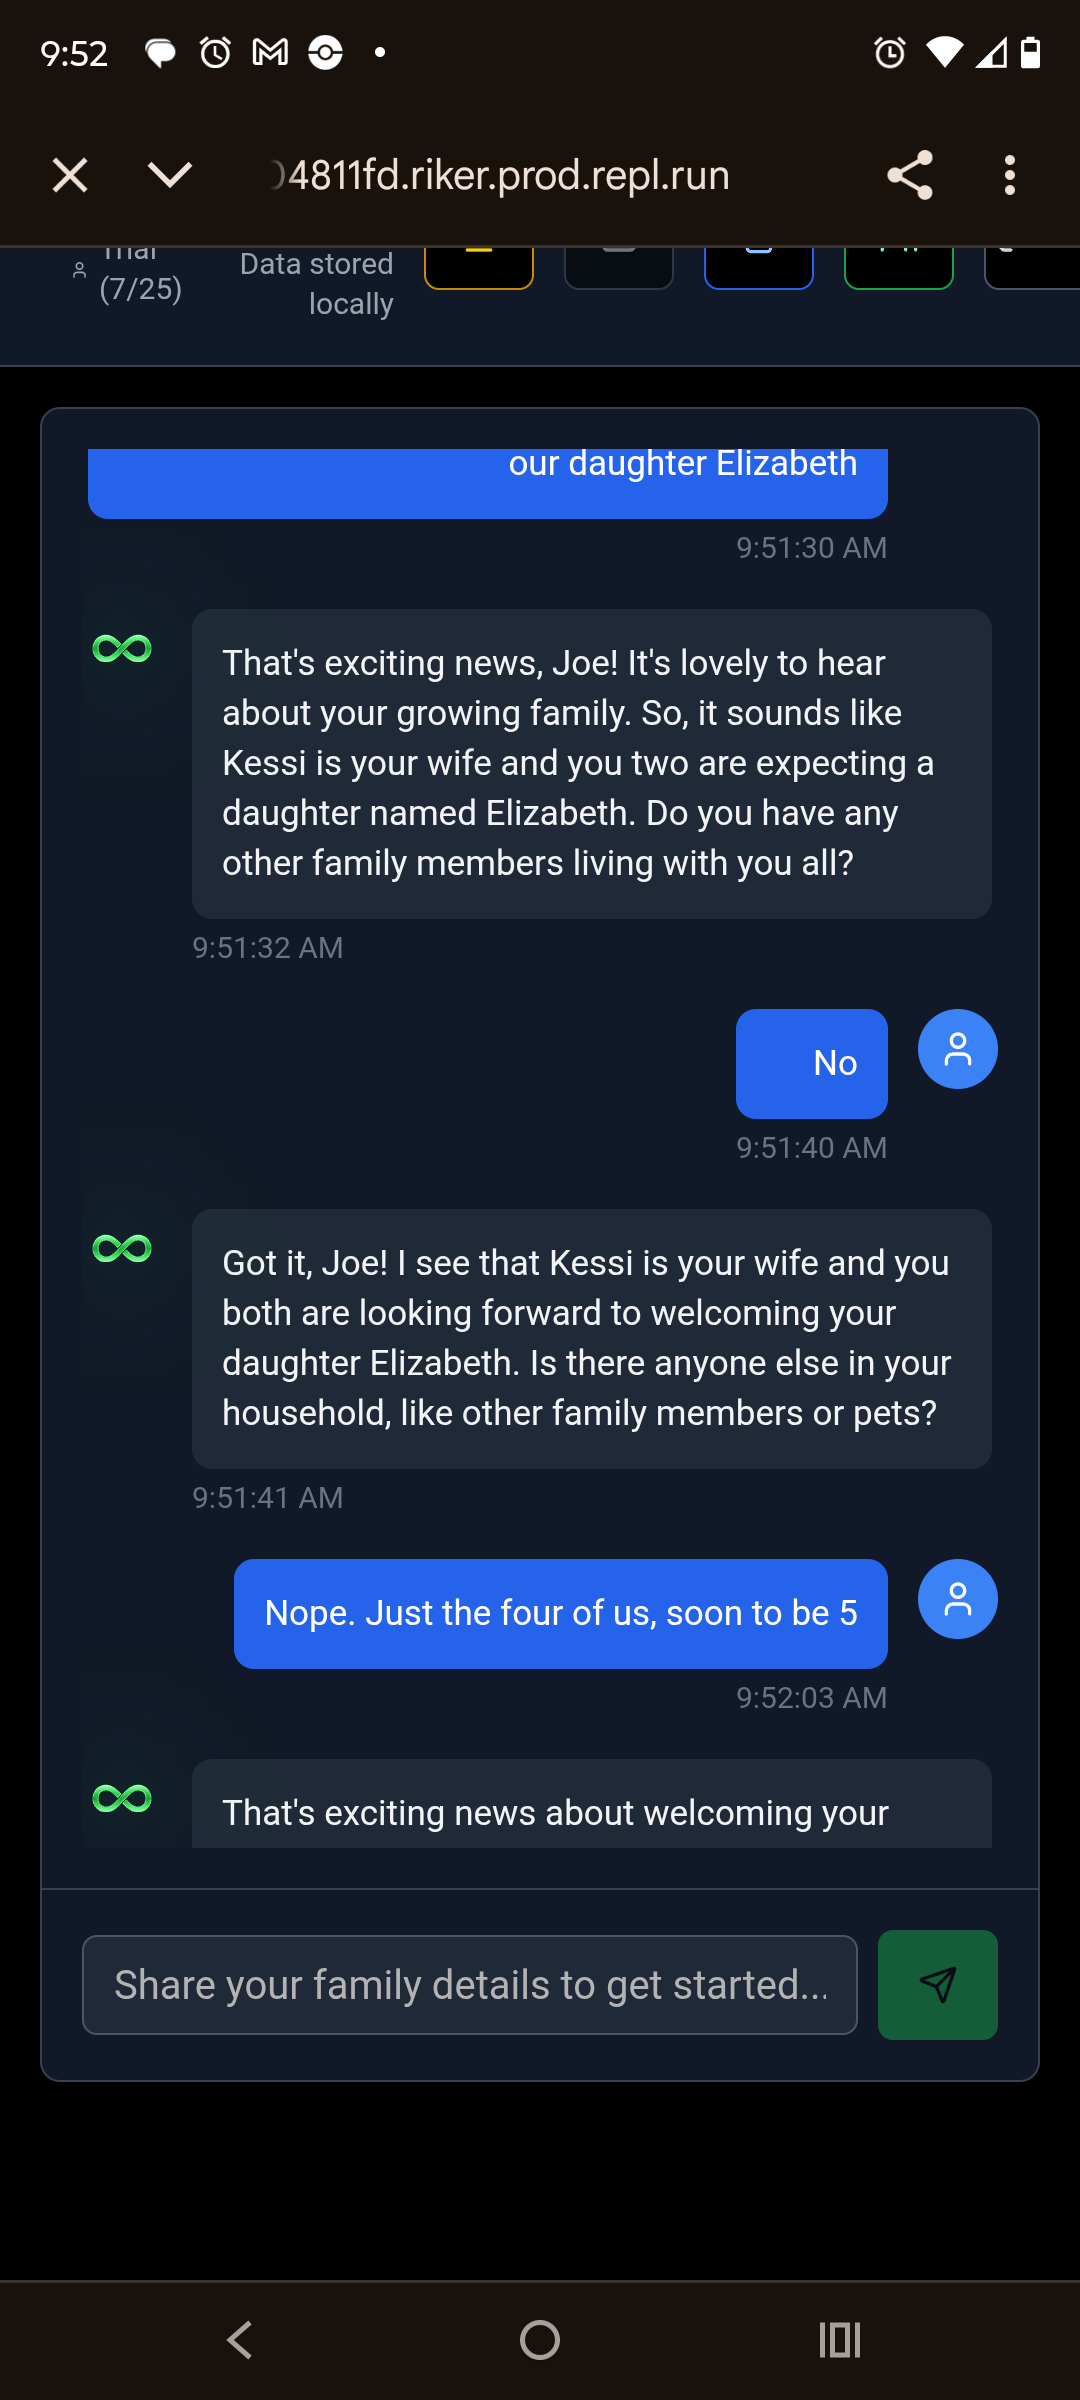 9:52
4811fd.riker.prod.repl.run
Trial
(7/25)
Data stored
locally
our daughter Elizabeth
9:51:30 AM
That's exciting news, Joe! It's lovely to hear
about your growing family. So, it sounds like
Kessi is your wife and you two are expecting a
daughter named Elizabeth. Do you have any
other family members living with you all?
9:51:32 AM
No
9:51:40 AM
Got it, Joe! I see that Kessi is your wife and you
both are looking forward to welcoming your
daughter Elizabeth. Is there anyone else in your
household, like other family members or pets?
9:51:41 AM
Nope. Just the four of us, soon to be 5
9:52:03 AM
That's exciting news about welcoming your
Share your family details to get started...